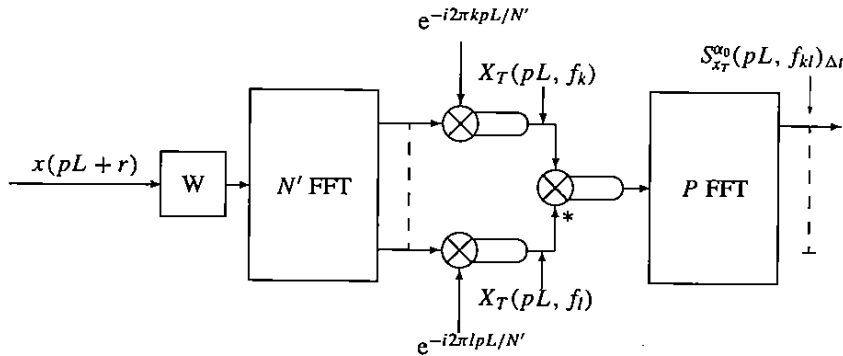 e^{-i2πkpL/N′}
X_T(pL, f_k)
S_{x_T}^{α_0}(pL, f_{kl})_{Δt}
x(pL + r)
W
N′ FFT
P FFT
*
X_T(pL, f_l)
e^{-i2πlpL/N′}